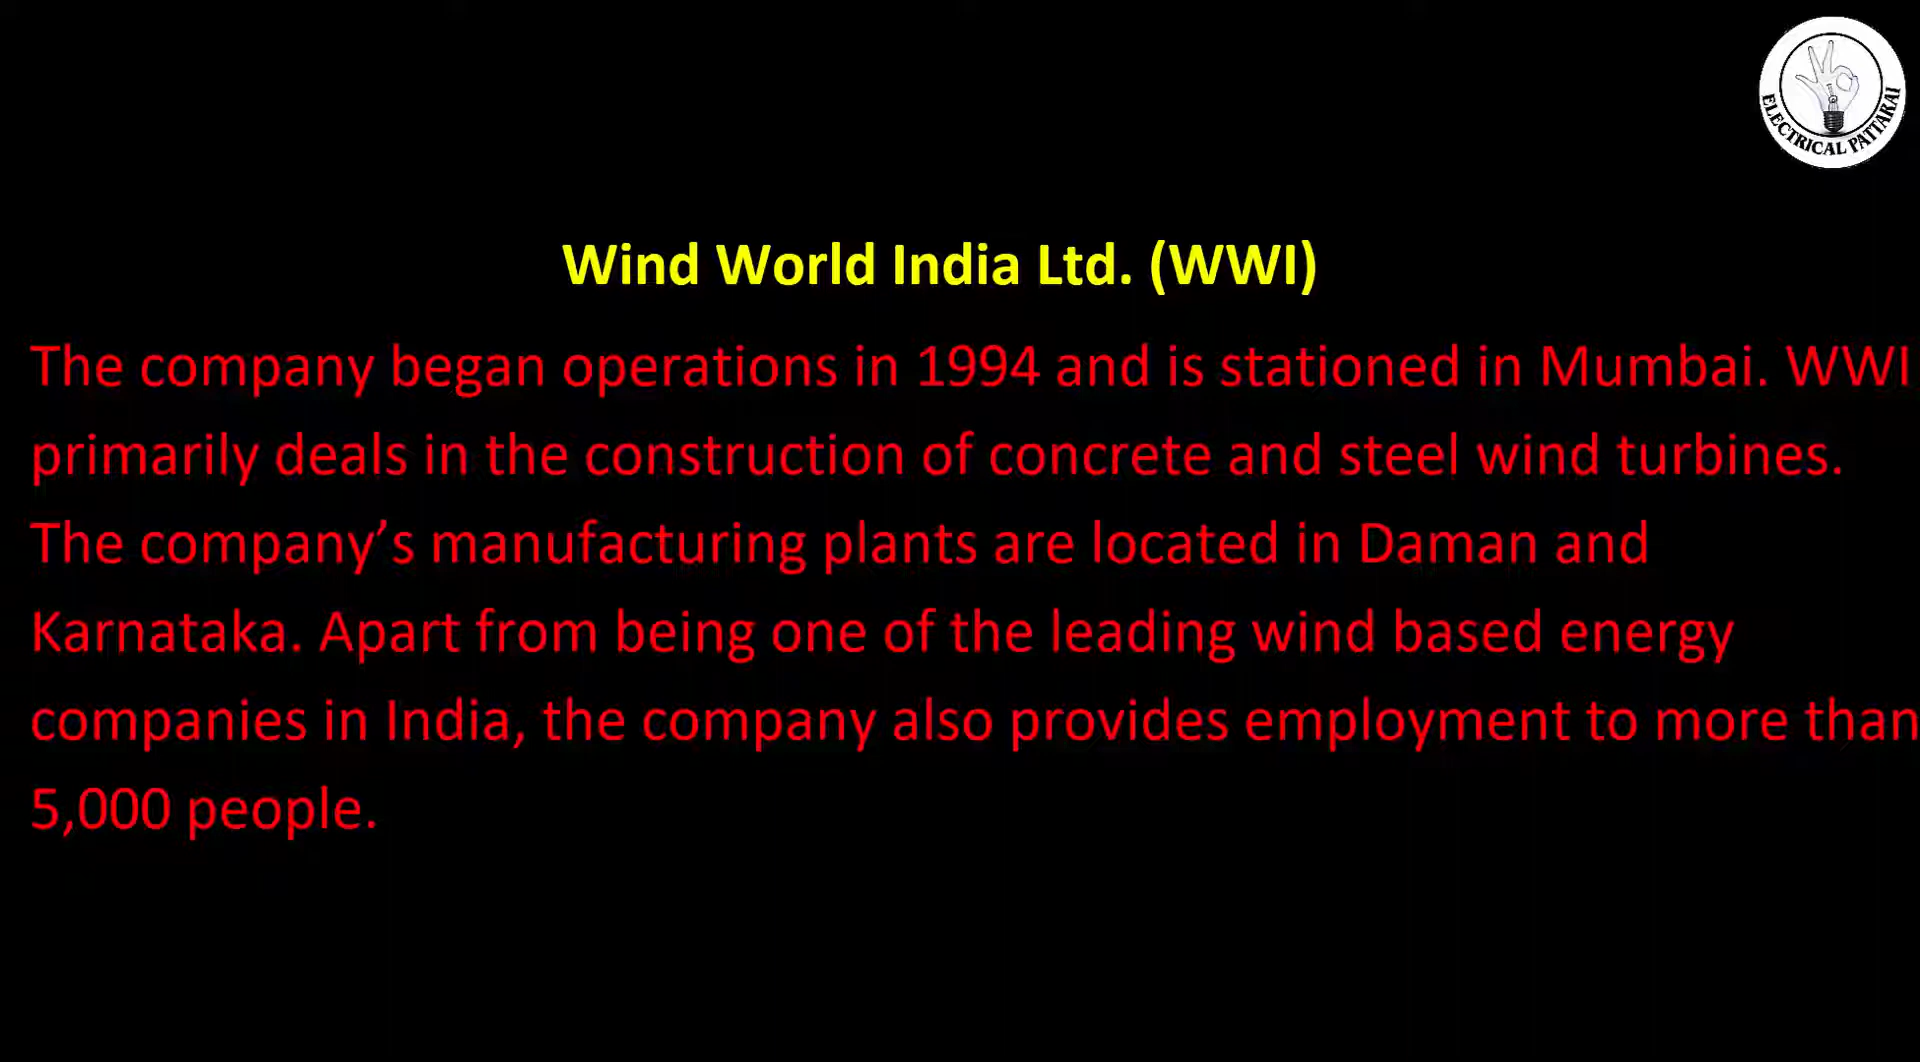 ELECTRICAL PATTARAI
Wind World India Ltd. (WWI)
The company began operations in 1994 and is stationed in Mumbai. WWI
primarily deals in the construction of concrete and steel wind turbines.
The company’s manufacturing plants are located in Daman and
Karnataka. Apart from being one of the leading wind based energy
companies in India, the company also provides employment to more than
5,000 people.